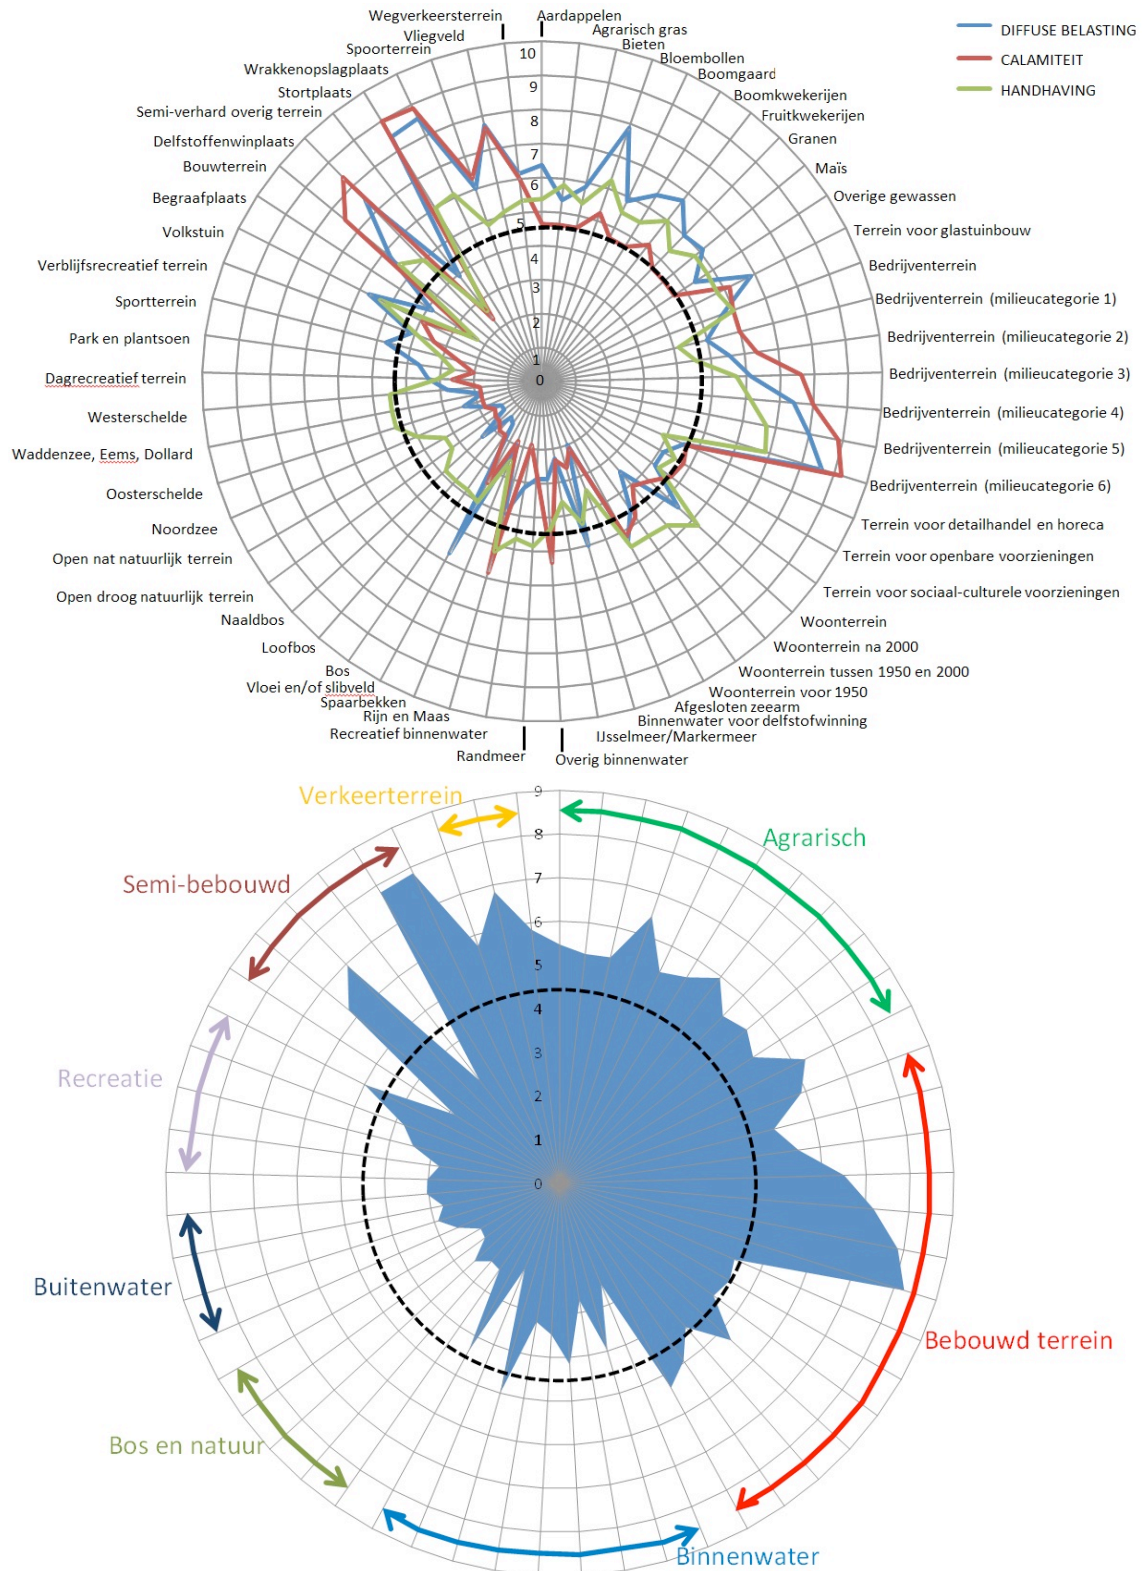 Wegverkeersterrein
Vliegveld
Spoorterrein
Wrakkenopslagplaats
Stortplaats
Semi-verhard overig terrein
Delfstoffenwinplaats
Bouwterrein
Begraafplaats
Volkstuin
Verblijfsrecreatief terrein
Sportterrein
Park en plantsoen
Dagrecreatief terrein
Westerschelde
Waddenzee, Eems, Dollard
Oosterschelde
Noordzee
Open nat natuurlijk terrein
Open droog natuurlijk terrein
Naaldbos
Loofbos
Bos
Vloei en/of slibveld
Spaarbekken
Rijn en Maas
Recreatief binnenwater
Randmeer
Aardappelen
Agrarisch gras
Bieten
Bloembollen
Boomgaard
Boomkwekerijen
Fruitkwekerijen
Granen
Maïs
Overige gewassen
Terrein voor glastuinbouw
Bedrijventerrein
Bedrijventerrein (milieucategorie 1)
Bedrijventerrein (milieucategorie 2)
Bedrijventerrein (milieucategorie 3)
Bedrijventerrein (milieucategorie 4)
Bedrijventerrein (milieucategorie 5)
Bedrijventerrein (milieucategorie 6)
Terrein voor detailhandel en horeca
Terrein voor openbare voorzieningen
Terrein voor sociaal-culturele voorzieningen
Woonterrein
Woonterrein na 2000
Woonterrein tussen 1950 en 2000
Woonterrein voor 1950
Afgesloten zeearm
Binnenwater voor delfstofwinning
IJsselmeer/Markermeer
Overig binnenwater
10
9
8
7
6
5
4
3
2
1
0
DIFFUSE BELASTING
CALAMITEIT
HANDHAVING
Verkeerterrein
Agrarisch
Semi-bebouwd
Recreatie
Buitenwater
Bebouwd terrein
Bos en natuur
Binnenwater
9
8
7
6
5
4
3
2
1
0